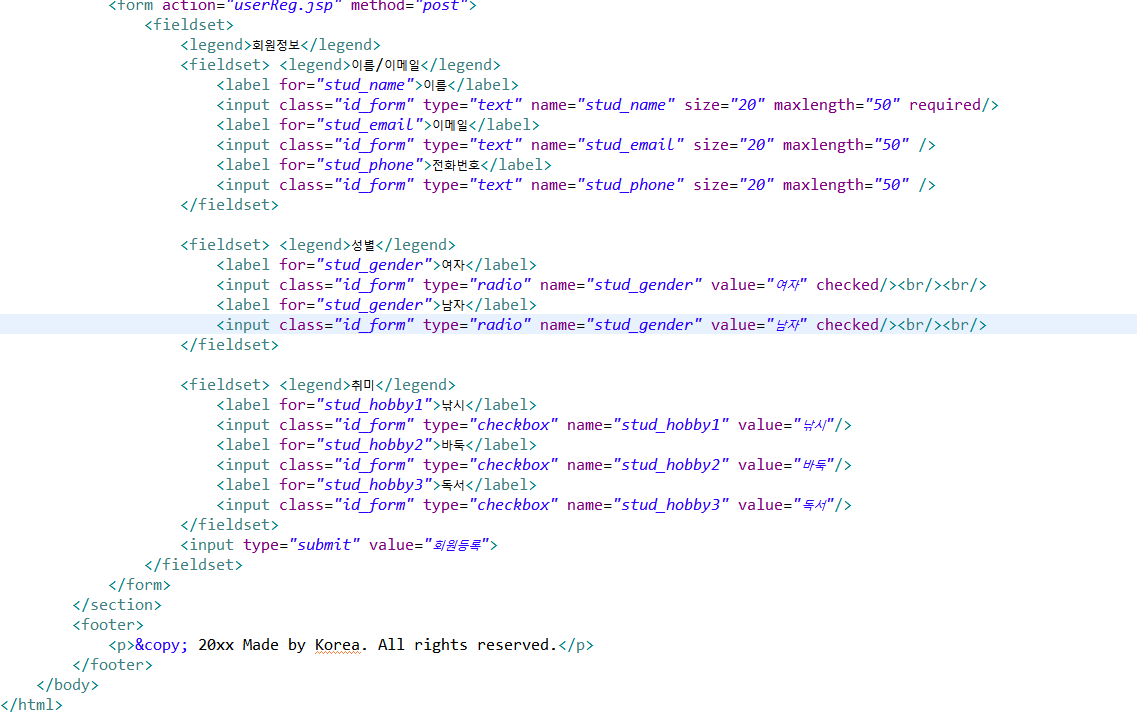 <form action="userReg.jsp" method="post">
<fieldset>
<legend>회원정보</legend>
<fieldset> <legend>이름/이메일</legend>
<label for="stud_name">이름</label>
<input class="id_form" type="text" name="stud_name" size="20" maxlength="50" required/>
<label for="stud_email">이메일</label>
<input class="id_form" type="text" name="stud_email" size="20" maxlength="50" />
<label for="stud_phone">전화번호</label>
<input class="id_form" type="text" name="stud_phone" size="20" maxlength="50" />
</fieldset>
<fieldset> <legend>성별</legend>
<label for="stud_gender">여자</label>
<input class="id_form" type="radio" name="stud_gender" value="여자" checked/><br/><br/>
<label for="stud_gender">남자</label>
<input class="id_form" type="radio" name="stud_gender" value="남자" checked/><br/><br/>
</fieldset>
<fieldset> <legend>취미</legend>
<label for="stud_hobby1">낚시</label>
<input class="id_form" type="checkbox" name="stud_hobby1" value="낚시"/>
<label for="stud_hobby2">바둑</label>
<input class="id_form" type="checkbox" name="stud_hobby2" value="바둑"/>
<label for="stud_hobby3">독서</label>
<input class="id_form" type="checkbox" name="stud_hobby3" value="독서"/>
</fieldset>
<input type="submit" value="회원등록">
</fieldset>
</form>
</section>
<footer>
<p>&copy; 20xx Made by Korea. All rights reserved.</p>
</footer>
</body>
</html>